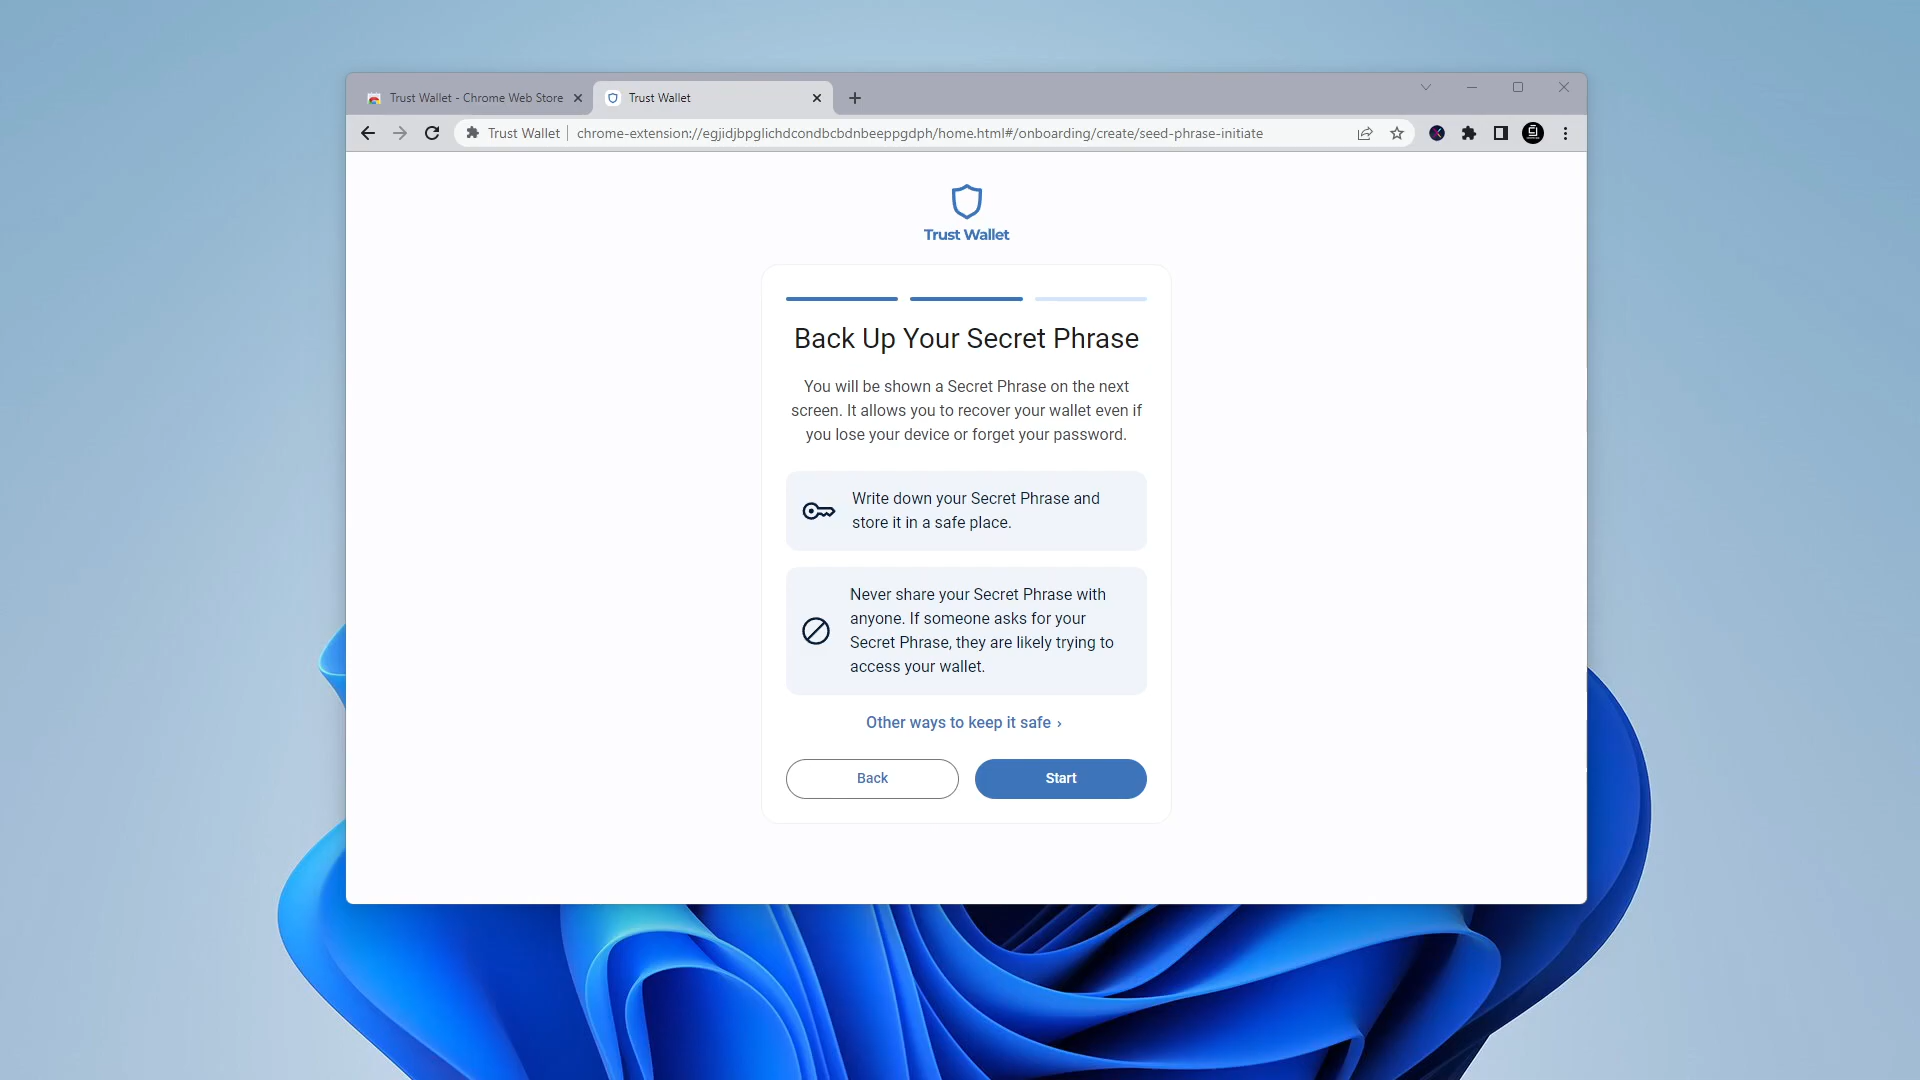 Trust Wallet - Chrome Web Store
Trust Wallet
Trust Wallet
chrome-extension://egjidjbpglichdcondbcbdnbeeppgdph/home.html#/onboarding/create/seed-phrase-initiate
Trust Wallet
Back Up Your Secret Phrase
You will be shown a Secret Phrase on the next
screen. It allows you to recover your wallet even if
you lose your device or forget your password.
Write down your Secret Phrase and
store it in a safe place.
Never share your Secret Phrase with
anyone. If someone asks for your
Secret Phrase, they are likely trying to
access your wallet.
Other ways to keep it safe ›
Back
Start